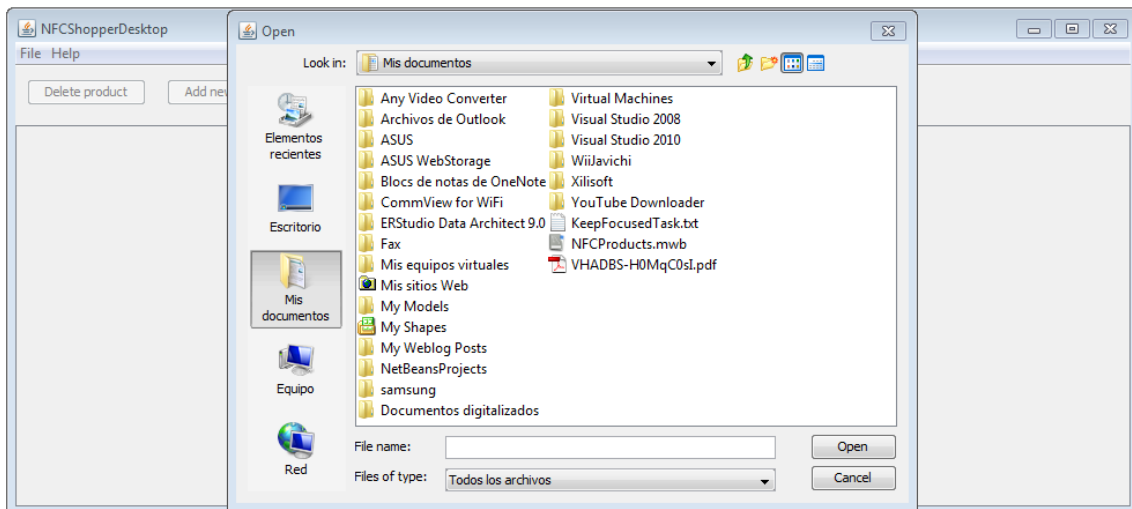 NFCShopperDesktop
File Help
Delete product
Add new
Open
Look in:
Mis documentos
Elementos
recientes
Escritorio
Mis
documentos
Equipo
Red
Any Video Converter
Archivos de Outlook
ASUS
ASUS WebStorage
Blocs de notas de OneNote
CommView for WiFi
ERStudio Data Architect 9.0
Fax
Mis equipos virtuales
Mis sitios Web
My Models
My Shapes
My Weblog Posts
NetBeansProjects
samsung
Documentos digitalizados
Virtual Machines
Visual Studio 2008
Visual Studio 2010
WiiJavichi
Xilisoft
YouTube Downloader
KeepFocusedTask.txt
NFCProducts.mwb
VHADBS-H0MqC0sI.pdf
File name:
Open
Files of type:
Todos los archivos
Cancel